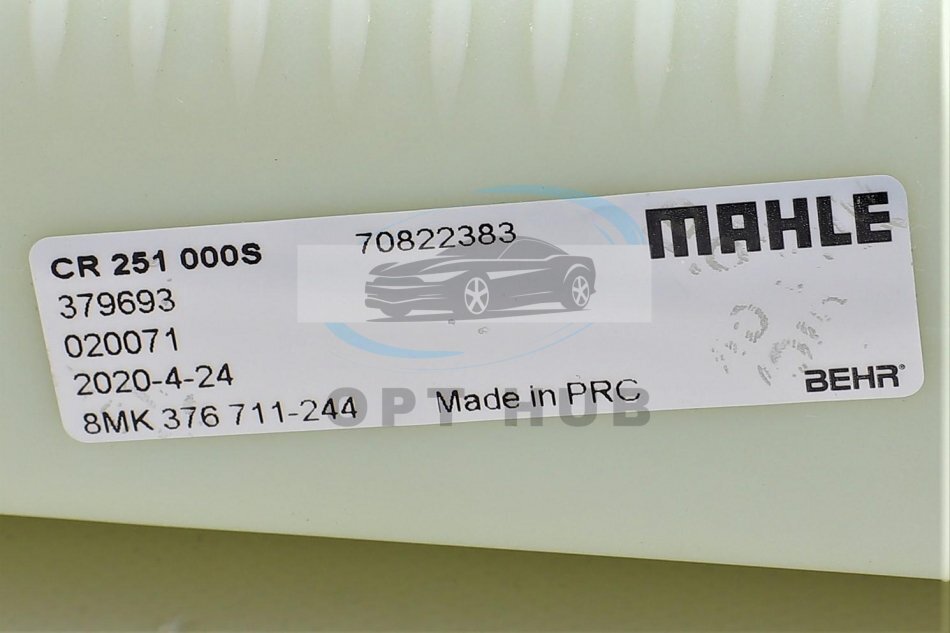 CR 251 000S
70822383
MAHLE
379693
020071
2020-4-24
8MK 376 711-244
Made in PRC
BEHR
OPT HUB